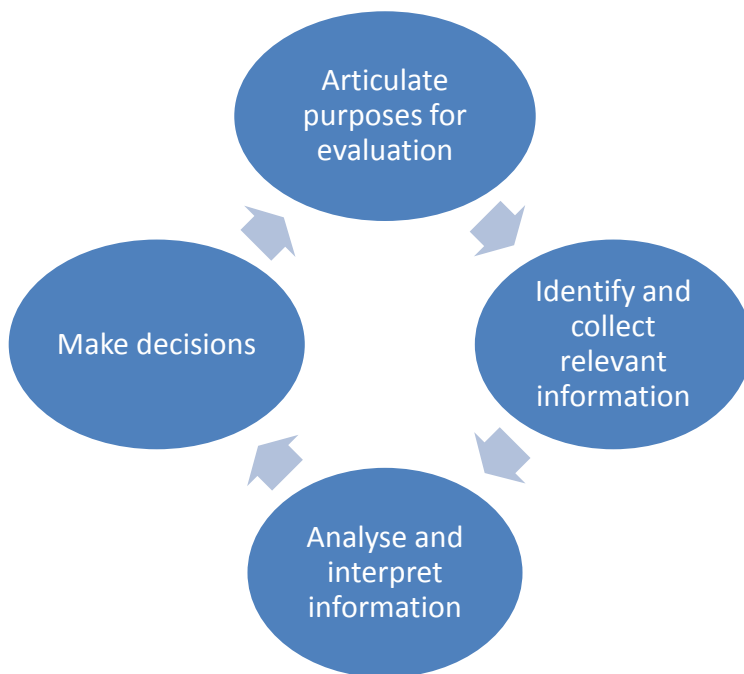 Articulate
purposes for
evaluation
Identify and
collect
relevant
information
Analyse and
interpret
information
Make decisions